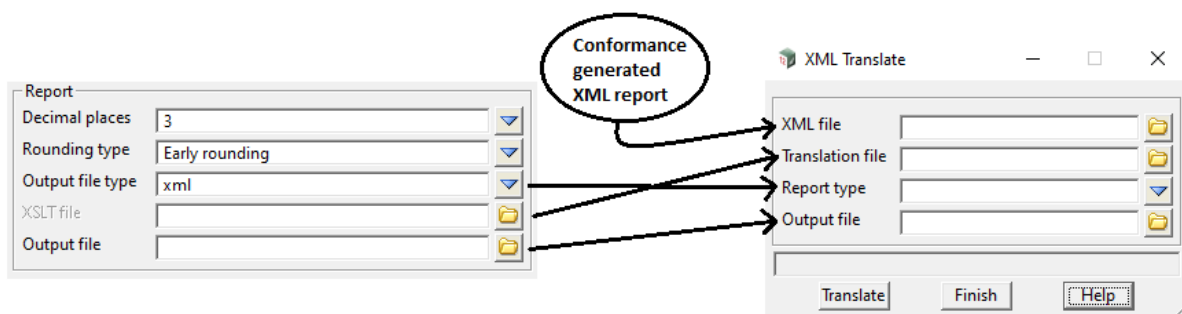 Conformance
generated
XML report
Report
Decimal places 3
Rounding type Early rounding
Output file type xml
XSLT file
Output file
XML Translate
XML file
Translation file
Report type
Output file
Translate Finish Help